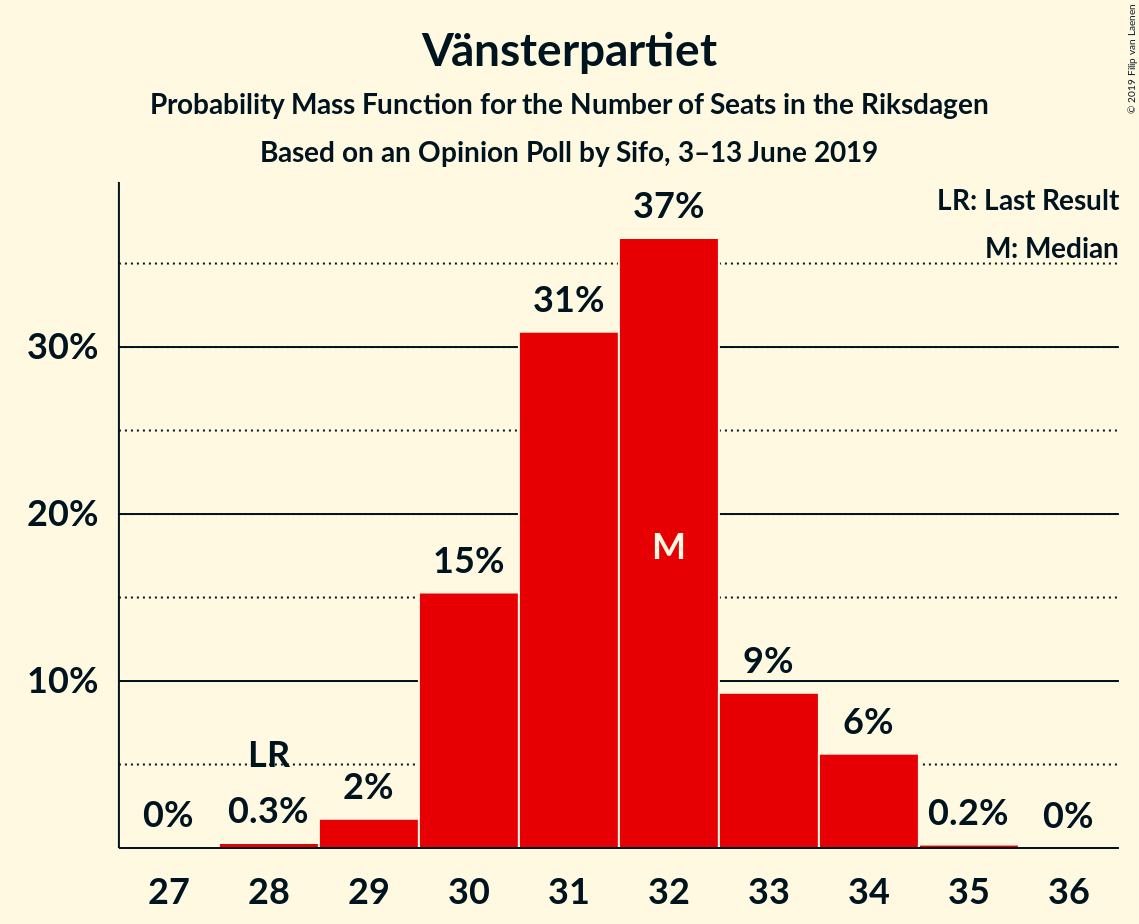 Vänsterpartiet
Probability Mass Function for the Number of Seats in the Riksdagen
Based on an Opinion Poll by Sifo, 3–13 June 2019
© 2019 Filip van Laenen
LR: Last Result
M: Median
37%
31%
30%
20%
15%
M
10%
9%
6%
LR
2%
0%
0.3%
0.2%
0%
27 28 29 30 31 32 33 34 35 36